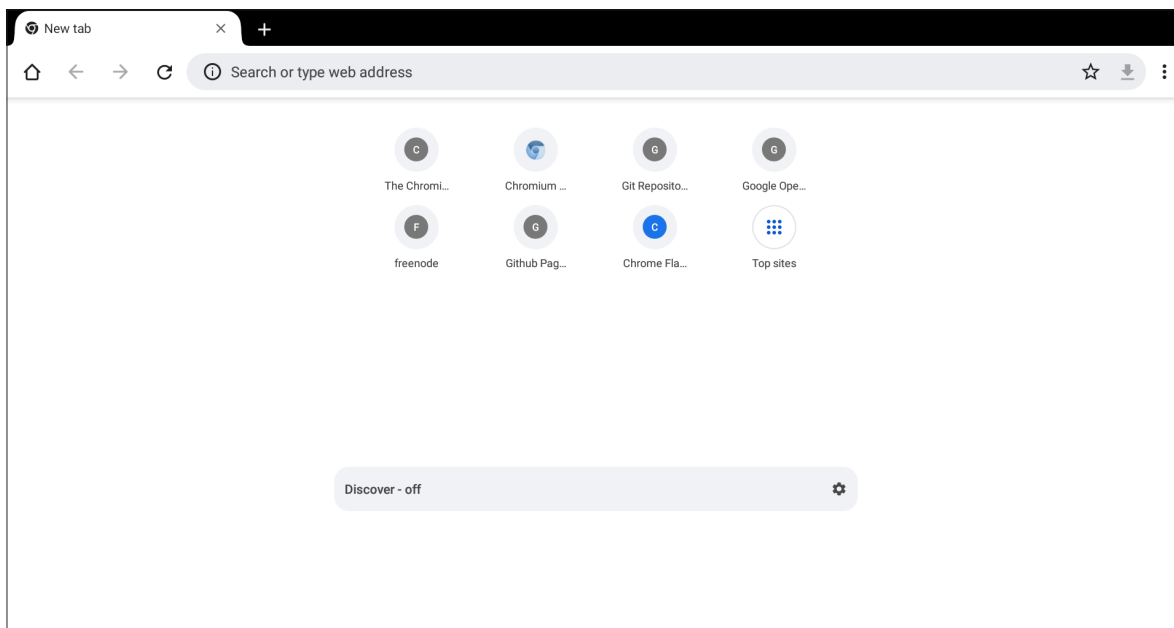 New tab
Search or type web address
C
G
G
The Chromi...
Chromium ...
Git Reposito...
Google Ope...
F
G
C
freenode
Github Pag...
Chrome Fla...
Top sites
Discover - off